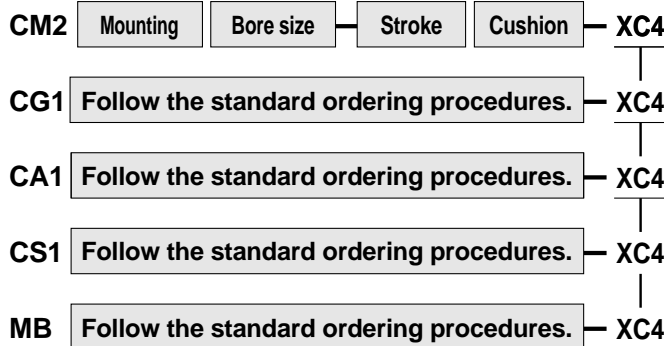 CM2 Mounting Bore size Stroke Cushion XC4
CG1 Follow the standard ordering procedures. XC4
CA1 Follow the standard ordering procedures. XC4
CS1 Follow the standard ordering procedures. XC4
MB Follow the standard ordering procedures. XC4